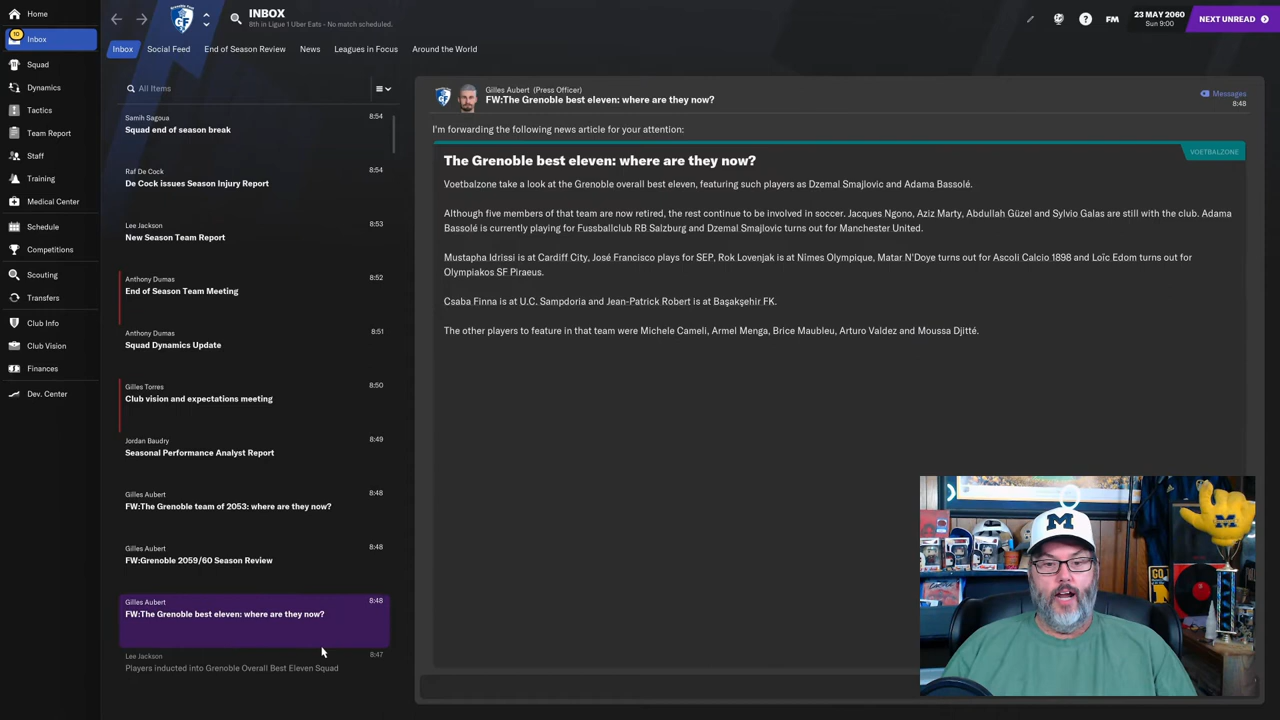 Home
10
Inbox
Squad
Dynamics
Tactics
Team Report
Staff
Training
Medical Center
Schedule
Competitions
Scouting
Transfers
Club Info
Club Vision
Finances
Dev. Center
INBOX
8th in Ligue 1 Uber Eats - No match scheduled.
FM
23 MAY 2060
Sun 9:00
NEXT UNREAD
Inbox
Social Feed
End of Season Review
News
Leagues in Focus
Around the World
All Items
Samih Sagoua
8:54
Squad end of season break
Raf De Cock
8:54
De Cock issues Season Injury Report
Lee Jackson
8:53
New Season Team Report
Anthony Dumas
8:52
End of Season Team Meeting
Anthony Dumas
8:51
Squad Dynamics Update
Gilles Torres
8:50
Club vision and expectations meeting
Jordan Baudry
8:49
Seasonal Performance Analyst Report
Gilles Aubert
8:48
FW:The Grenoble team of 2053: where are they now?
Gilles Aubert
8:48
FW:Grenoble 2059/60 Season Review
Gilles Aubert
8:48
FW:The Grenoble best eleven: where are they now?
Lee Jackson
8:47
Players inducted into Grenoble Overall Best Eleven Squad
Gilles Aubert (Press Officer)
FW:The Grenoble best eleven: where are they now?
Messages
8:48
I'm forwarding the following news article for your attention:
The Grenoble best eleven: where are they now?
VOETBALZONE
Voetbalzone take a look at the Grenoble overall best eleven, featuring such players as Dzemal Smajlovic and Adama Bassolé.
Although five members of that team are now retired, the rest continue to be involved in soccer. Jacques Ngono, Aziz Marty, Abdullah Güzel and Sylvio Galas are still with the club. Adama
Bassolé is currently playing for Fussballclub RB Salzburg and Dzemal Smajlovic turns out for Manchester United.
Mustapha Idrissi is at Cardiff City, José Francisco plays for SEP, Rok Lovenjak is at Nîmes Olympique, Matar N'Doye turns out for Ascoli Calcio 1898 and Loïc Edom turns out for
Olympiakos SF Piraeus.
Csaba Finna is at U.C. Sampdoria and Jean-Patrick Robert is at Başakşehir FK.
The other players to feature in that team were Michele Cameli, Armel Menga, Brice Maubleu, Arturo Valdez and Moussa Djitté.
M
M